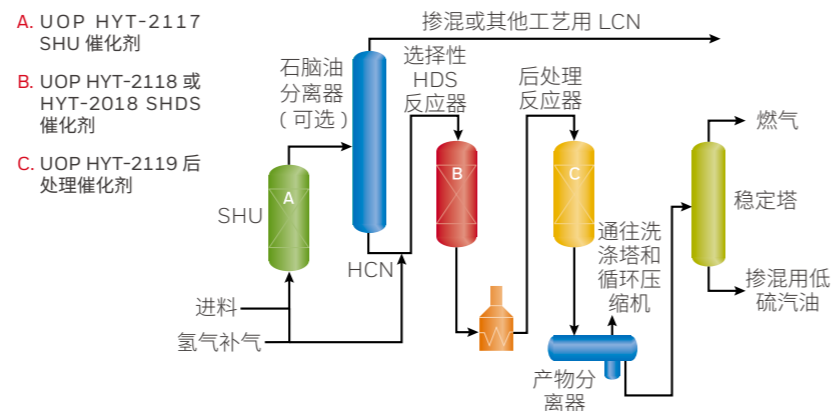 A. UOP HYT-2117
SHU 催化剂
B. UOP HYT-2118 或
HYT-2018 SHDS
催化剂
C. UOP HYT-2119 后
处理催化剂
掺混或其他工艺用 LCN
石脑油
分离器
(可选)
选择性
HDS
反应器
后处理
反应器
燃气
A
B
C
SHU
稳定塔
HCN
通往洗
涤塔和
循环压
缩机
掺混用低
硫汽油
进料
氢气补气
产物分
离器